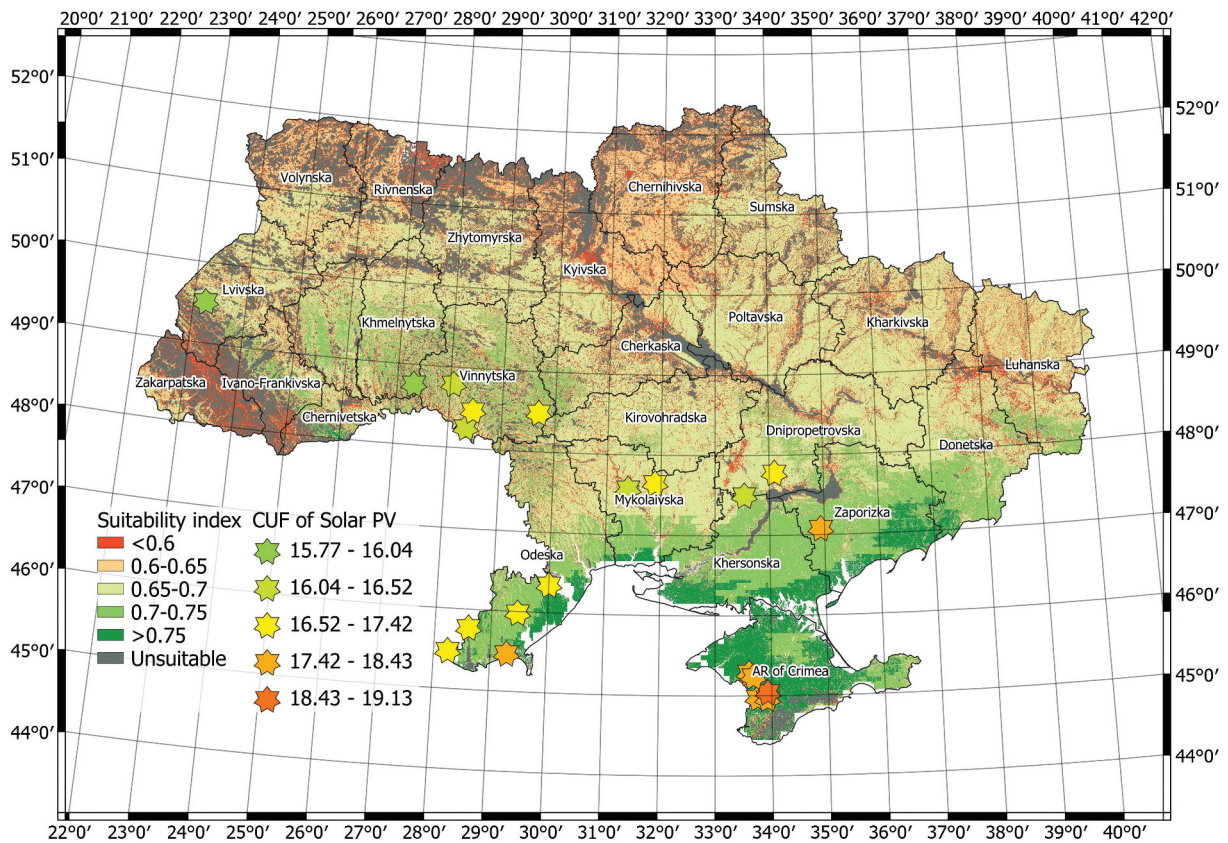 20°0′ 21°0′ 22°0′ 23°0′ 24°0′ 25°0′ 26°0′ 27°0′ 28°0′ 29°0′ 30°0′ 31°0′ 32°0′ 33°0′ 34°0′ 35°0′ 36°0′ 37°0′ 38°0′ 39°0′ 40°0′ 41°0′ 42°0′
52°0′
52°0′
51°0′
51°0′
50°0′
50°0′
49°0′
49°0′
48°0′
48°0′
47°0′
47°0′
46°0′
46°0′
45°0′
45°0′
44°0′
44°0′
Volynska
Rivnenska
Chernihivska
Sumska
Zhytomyrska
Kyivska
Lvivska
Khmelnytska
Poltavska
Kharkivska
Cherkaska
Luhanska
Zakarpatska
Ivano-Frankivska
Vinnytska
Chernivetska
Kirovohradska
Dnipropetrovska
Donetska
Mykolaivska
Zaporizka
Odeska
Khersonska
AR of Crimea
Suitability index
<0.6
0.6-0.65
0.65-0.7
0.7-0.75
>0.75
Unsuitable
CUF of Solar PV
15.77 - 16.04
16.04 - 16.52
16.52 - 17.42
17.42 - 18.43
18.43 - 19.13
22°0′ 23°0′ 24°0′ 25°0′ 26°0′ 27°0′ 28°0′ 29°0′ 30°0′ 31°0′ 32°0′ 33°0′ 34°0′ 35°0′ 36°0′ 37°0′ 38°0′ 39°0′ 40°0′